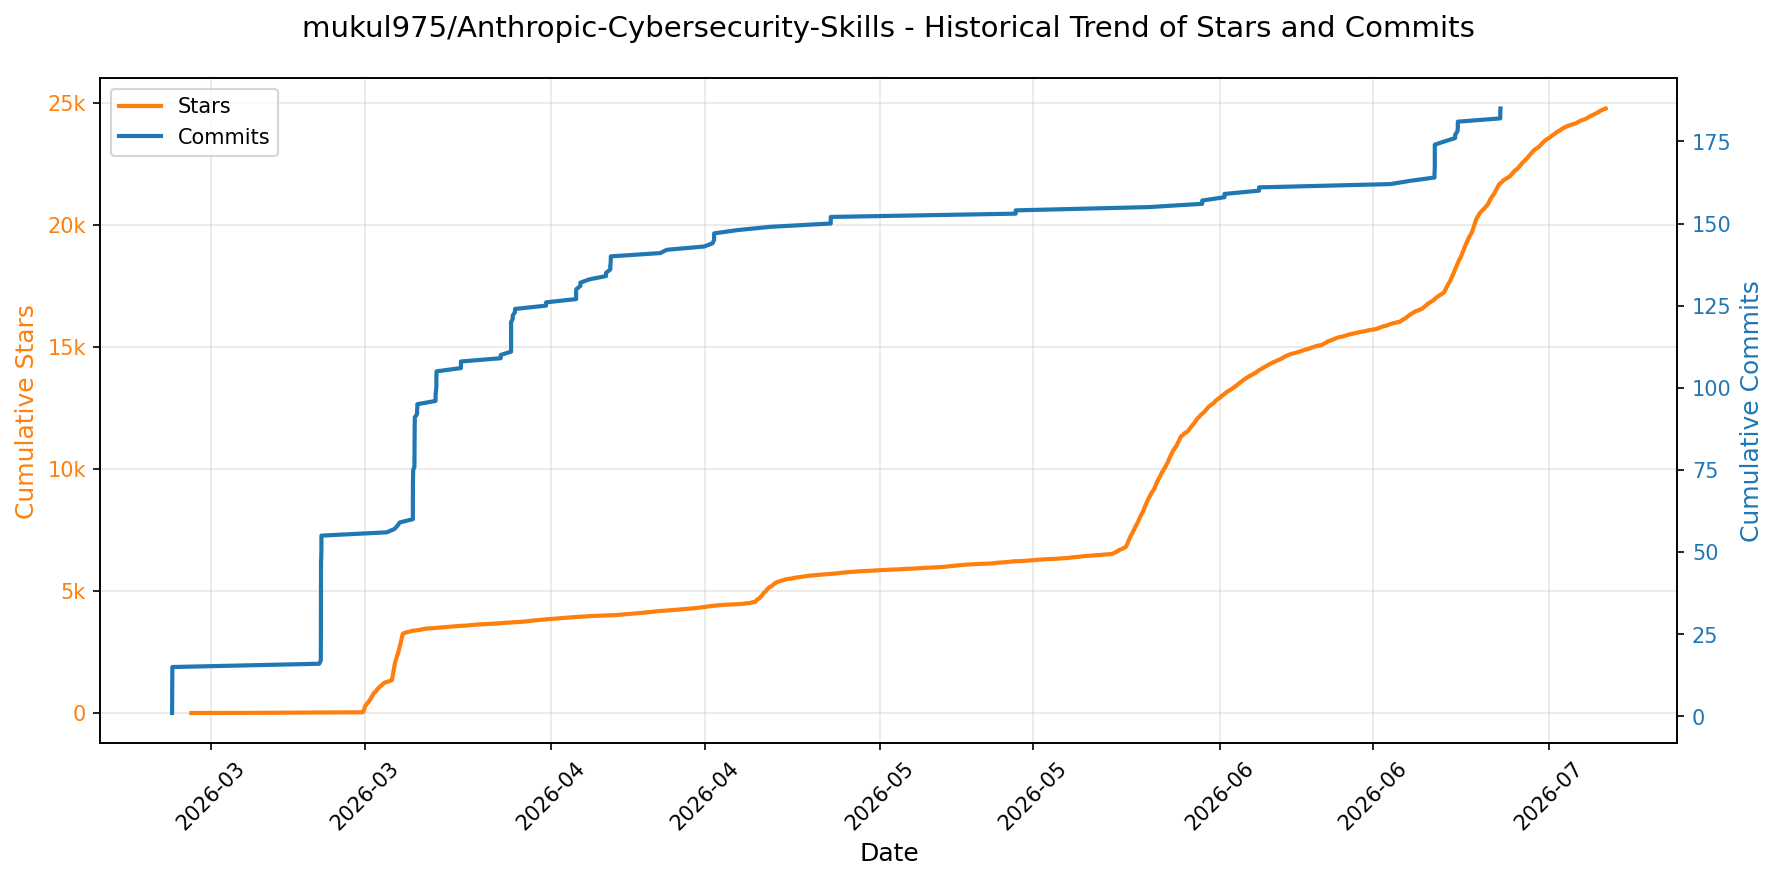 mukul975/Anthropic-Cybersecurity-Skills - Historical Trend of Stars and Commits
Stars
Commits
25k
20k
15k
10k
5k
0
Cumulative Stars
175
150
125
100
75
50
25
0
Cumulative Commits
2026-03
2026-03
2026-04
2026-04
2026-05
2026-05
2026-06
2026-06
2026-07
Date